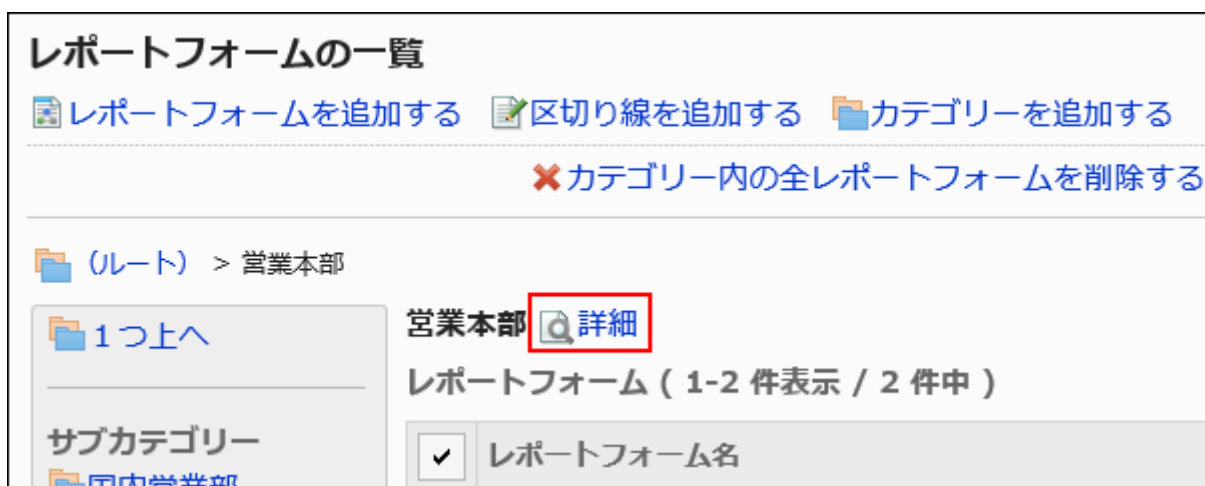 レポートフォームの一覧
レポートフォームを追加する 区切り線を追加する カテゴリーを追加する
カテゴリー内の全レポートフォームを削除する
（ルート） > 営業本部
1つ上へ
サブカテゴリー
国内営業部
営業本部 詳細
レポートフォーム ( 1-2 件表示 / 2 件中 )
レポートフォーム名